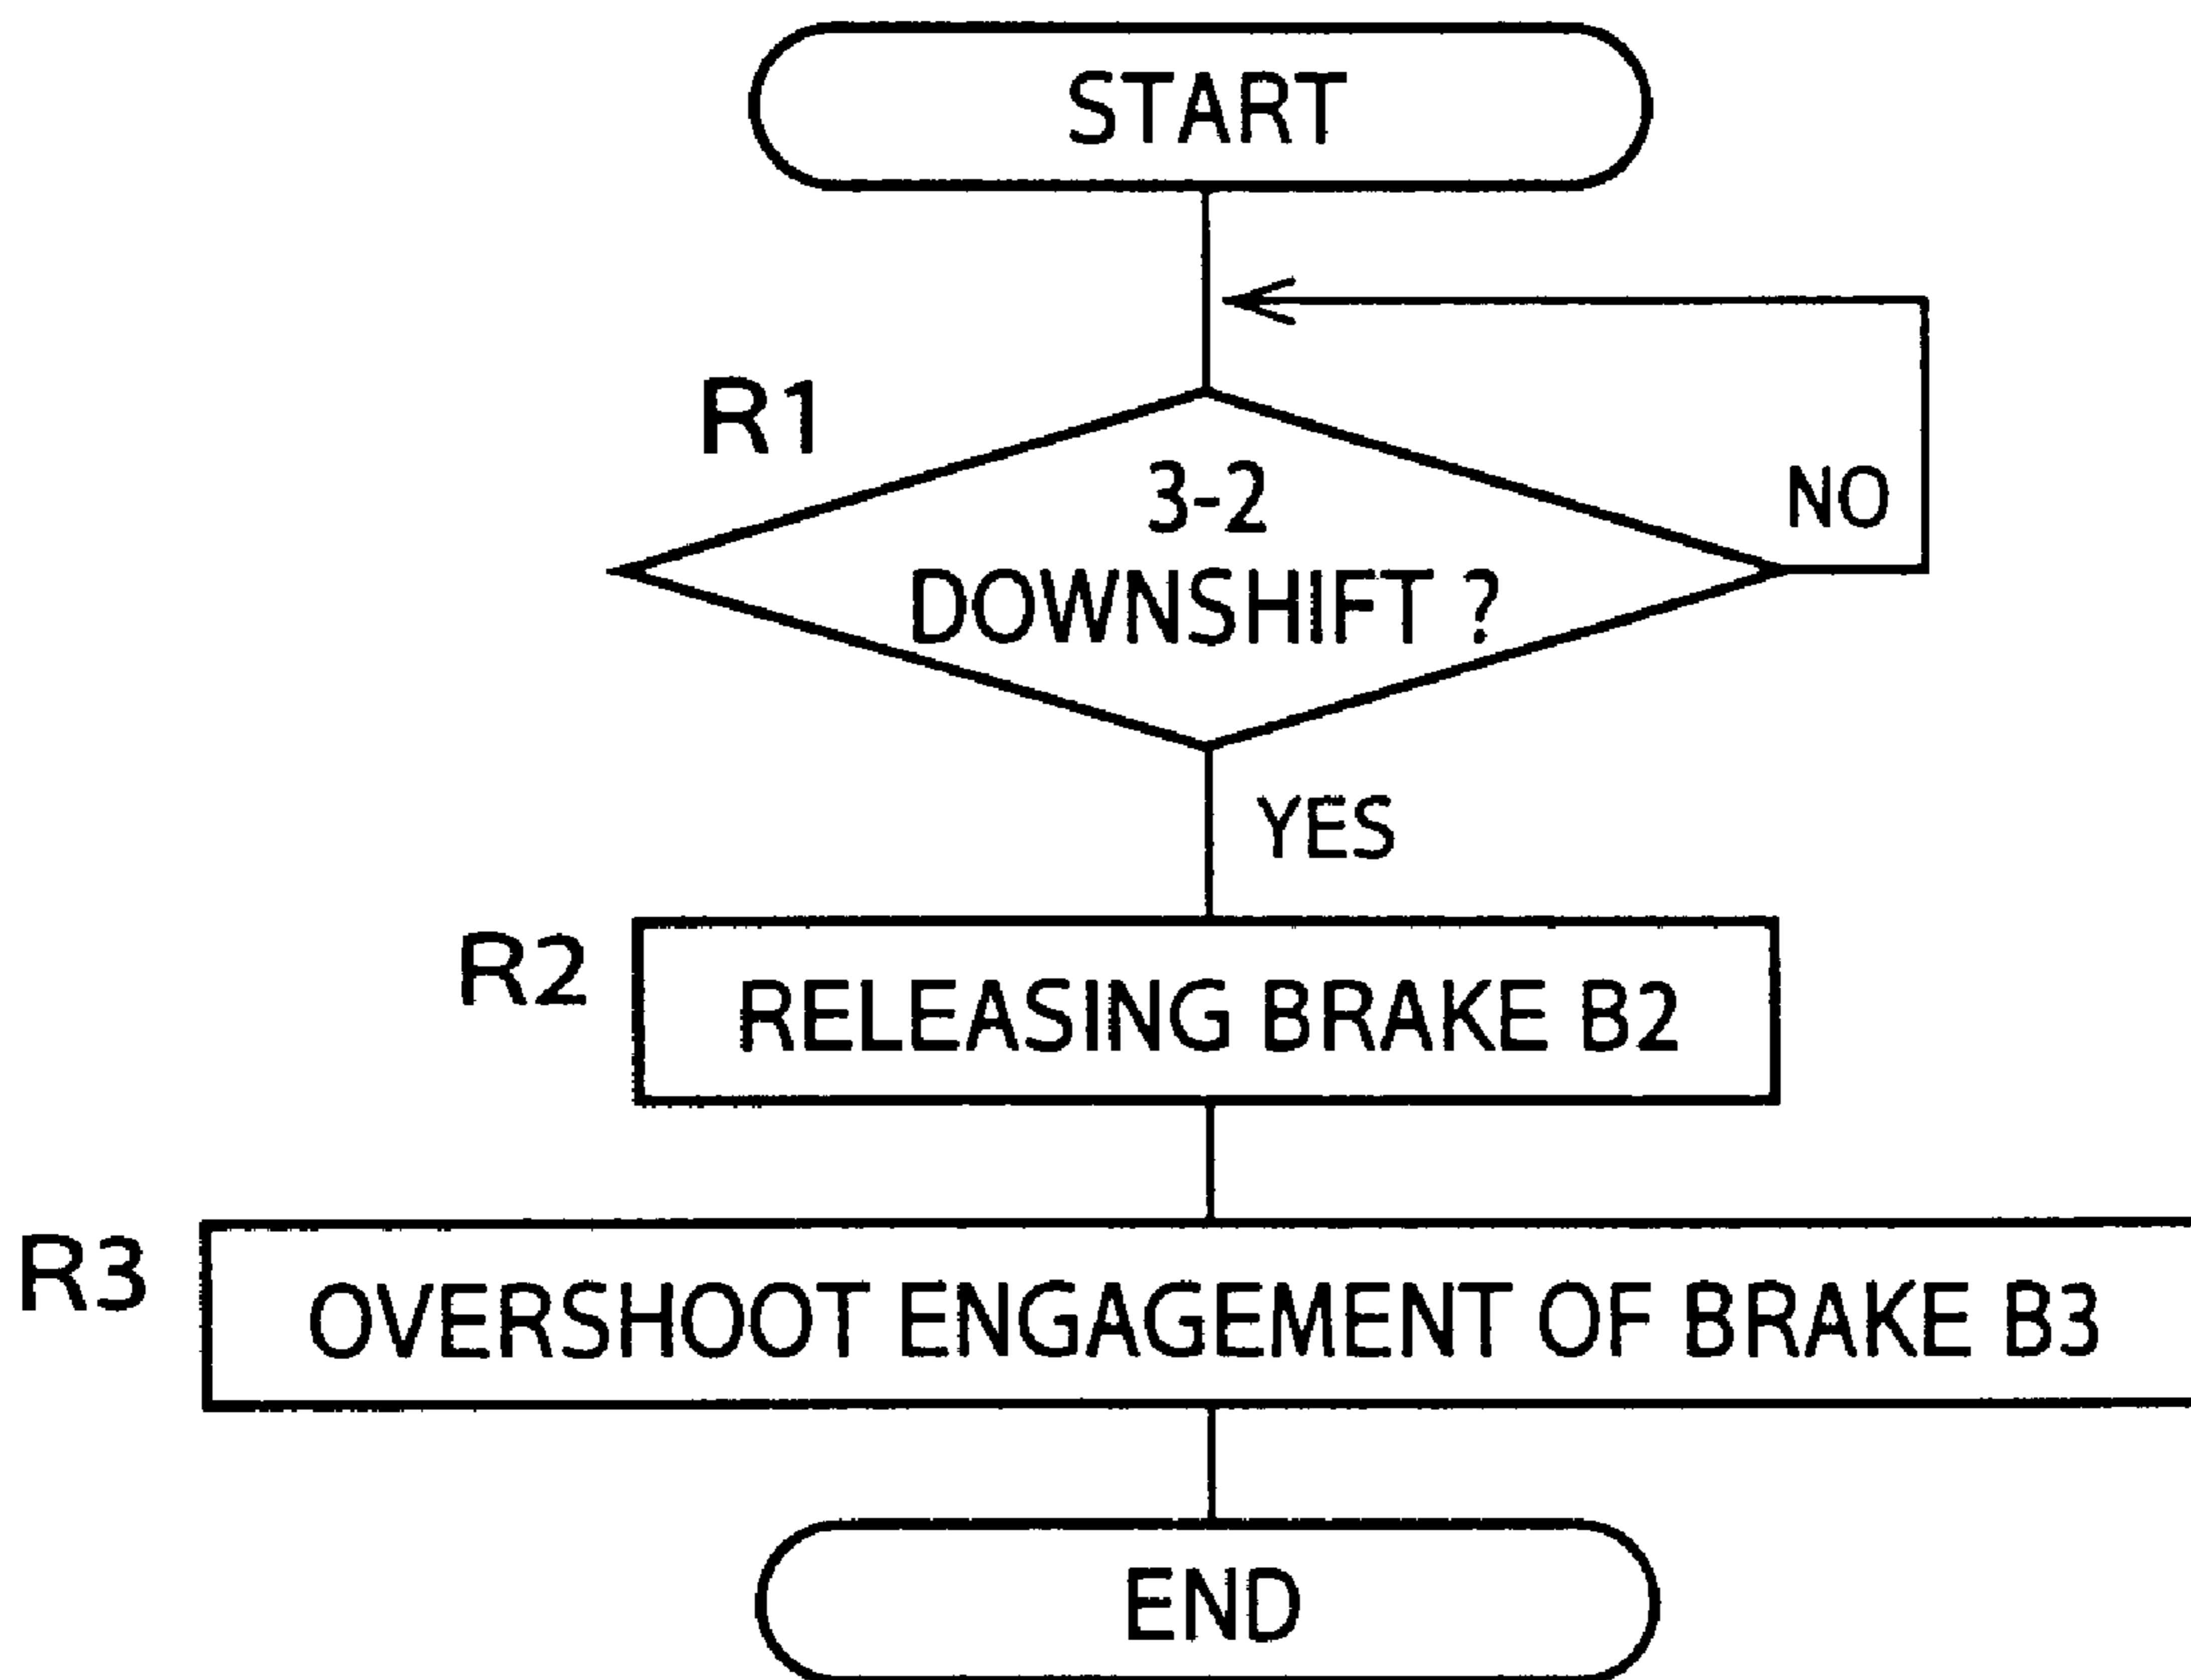 START
R1
3-2
DOWNSHIFT ?
NO
YES
R2
RELEASING BRAKE B2
R3
OVERSHOOT ENGAGEMENT OF BRAKE B3
END